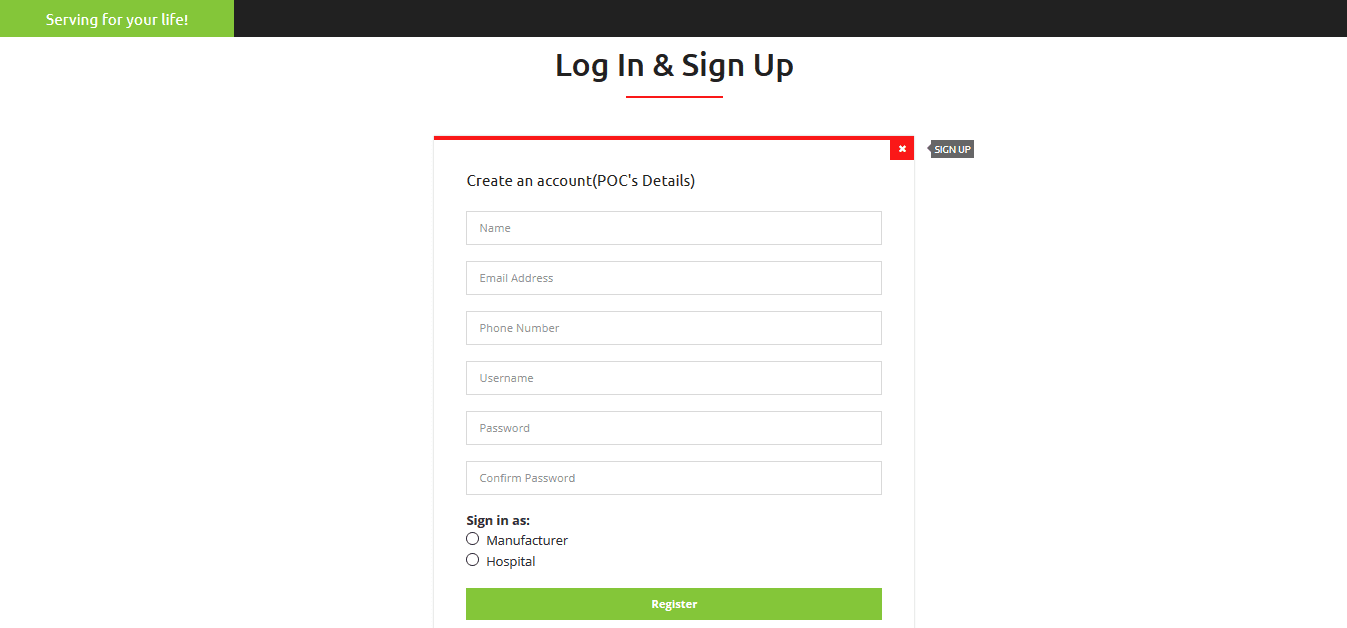 Serving for your life!
Log In & Sign Up
SIGN UP
Create an account(POC's Details)
Name
Email Address
Phone Number
Username
Password
Confirm Password
Sign in as:
Manufacturer
Hospital
Register